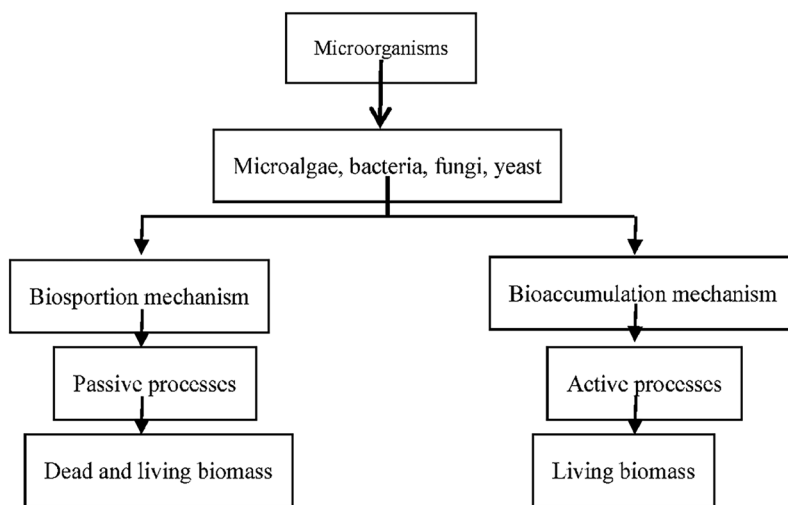 Microorganisms
Microalgae, bacteria, fungi, yeast
Biosportion mechanism
Bioaccumulation mechanism
Passive processes
Active processes
Dead and living biomass
Living biomass